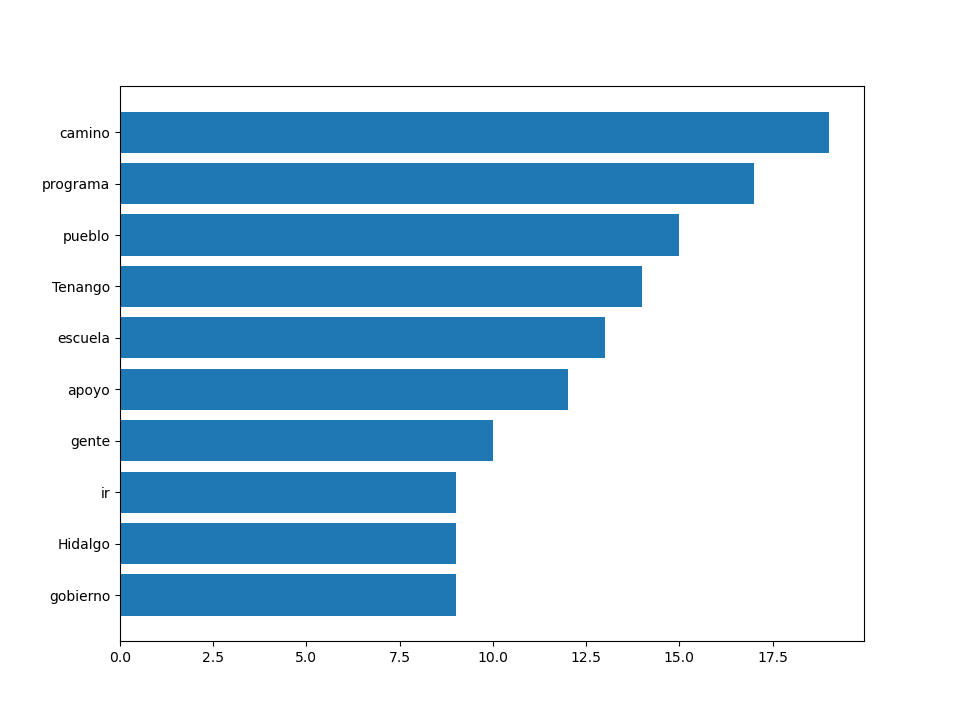 camino
programa
pueblo
Tenango
escuela
apoyo
gente
ir
Hidalgo
gobierno
0.0 2.5 5.0 7.5 10.0 12.5 15.0 17.5